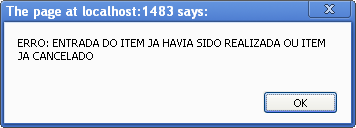 The page at localhost:1483 says:
ERRO: ENTRADA DO ITEM JA HAVIA SIDO REALIZADA OU ITEM
JA CANCELADO
OK